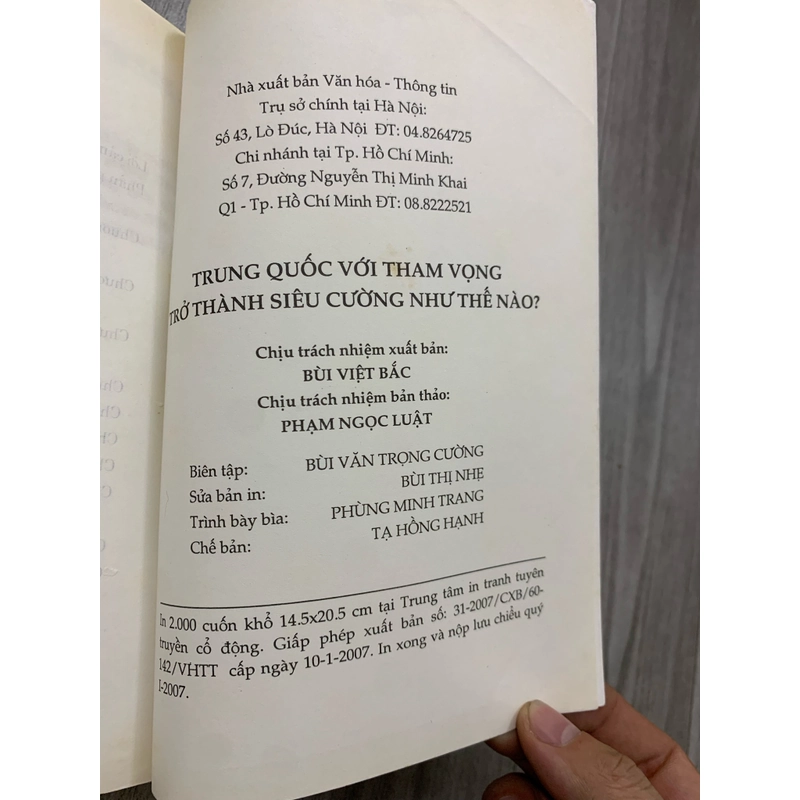 Nhà xuất bản Văn hóa - Thông tin
Trụ sở chính tại Hà Nội:
Số 43, Lò Đúc, Hà Nội ĐT: 04.8264725
Chi nhánh tại Tp. Hồ Chí Minh:
Số 7, Đường Nguyễn Thị Minh Khai
Q1 - Tp. Hồ Chí Minh ĐT: 08.8222521
TRUNG QUỐC VỚI THAM VỌNG
TRỞ THÀNH SIÊU CƯỜNG NHƯ THẾ NÀO?
Chịu trách nhiệm xuất bản:
BÙI VIỆT BẮC
Chịu trách nhiệm bản thảo:
PHẠM NGỌC LUẬT
Biên tập: BÙI VĂN TRỌNG CƯỜNG
Sửa bản in: BÙI THỊ NHẸ
Trình bày bìa: PHÙNG MINH TRANG
Chế bản: TẠ HỒNG HẠNH
In 2.000 cuốn khổ 14.5x20.5 cm tại Trung tâm in tranh tuyên
truyền cổ động. Giấp phép xuất bản số: 31-2007/CXB/60-
142/VHTT cấp ngày 10-1-2007. In xong và nộp lưu chiểu quý
I-2007.